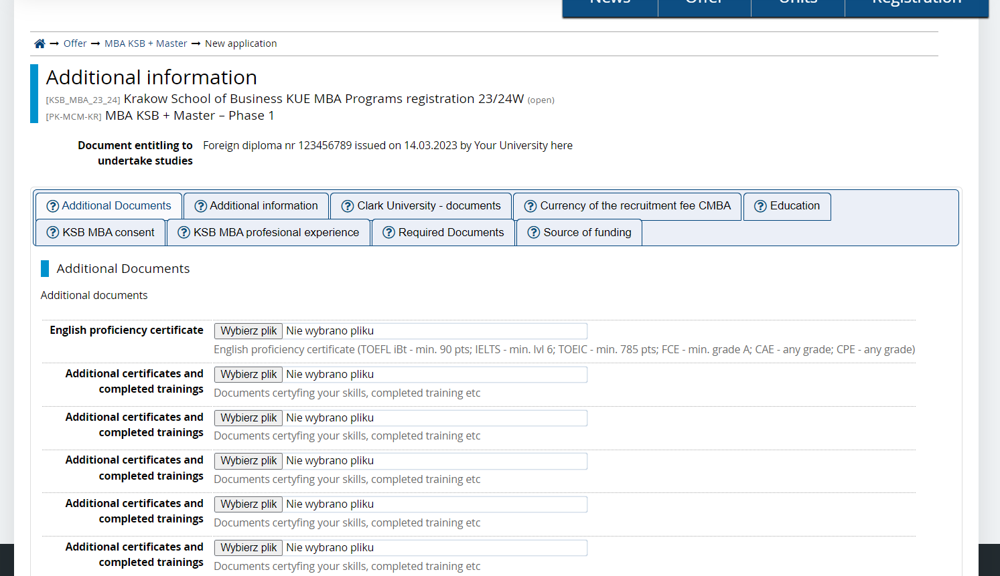 News Offer Units Registration
Offer → MBA KSB + Master → New application
Additional information
[KSB_MBA_23_24] Krakow School of Business KUE MBA Programs registration 23/24W (open)
[PK-MCM-KR] MBA KSB + Master – Phase 1
Document entitling to Foreign diploma nr 123456789 issued on 14.03.2023 by Your University here
undertake studies
Additional Documents Additional information Clark University - documents Currency of the recruitment fee CMBA Education
KSB MBA consent KSB MBA profesional experience Required Documents Source of funding
Additional Documents
Additional documents
English proficiency certificate Wybierz plik Nie wybrano pliku
English proficiency certificate (TOEFL iBt - min. 90 pts; IELTS - min. lvl 6; TOEIC - min. 785 pts; FCE - min. grade A; CAE - any grade; CPE - any grade)
Additional certificates and Wybierz plik Nie wybrano pliku
completed trainings Documents certyfing your skills, completed training etc
Additional certificates and Wybierz plik Nie wybrano pliku
completed trainings Documents certyfing your skills, completed training etc
Additional certificates and Wybierz plik Nie wybrano pliku
completed trainings Documents certyfing your skills, completed training etc
Additional certificates and Wybierz plik Nie wybrano pliku
completed trainings Documents certyfing your skills, completed training etc
Additional certificates and Wybierz plik Nie wybrano pliku
completed trainings Documents certyfing your skills, completed training etc